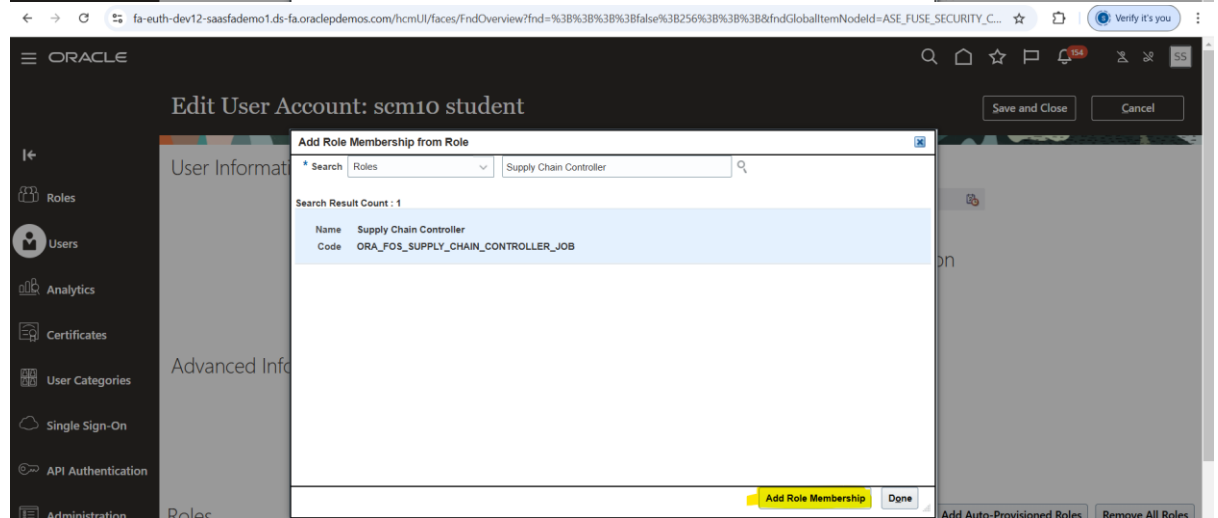 fa-euth-dev12-saasfademo1.ds-fa.oraclepdemos.com/hcmUI/faces/FndOverview?fnd=%3B%3B%3B%3Bfalse%3B256%3B%3B%3B&fndGlobalItemNodeId=ASE_FUSE_SECURITY_C... Verify it's you
ORACLE 154 SS
Edit User Account: scm10 student Save and Close Cancel
Add Role Membership from Role
User Informati
* Search Roles Supply Chain Controller
Roles
Search Result Count : 1
Name Supply Chain Controller
Users
Code ORA_FOS_SUPPLY_CHAIN_CONTROLLER_JOB
on
Analytics
Certificates
Advanced Info
User Categories
Single Sign-On
API Authentication
Add Role Membership Done
Administration Roles Add Auto-Provisioned Roles Remove All Roles